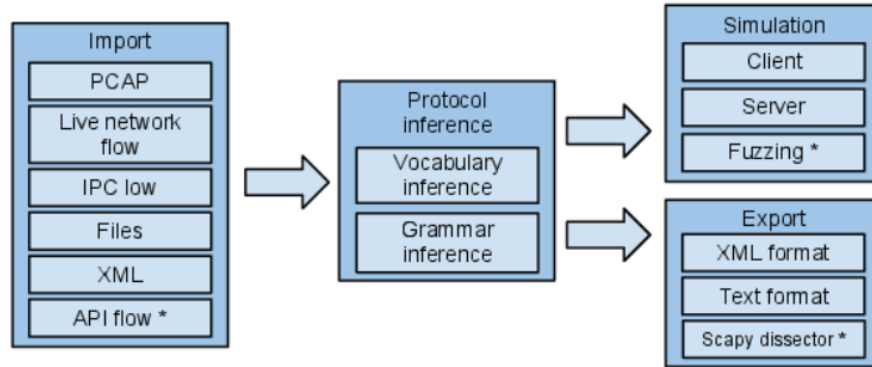 Import
PCAP
Live network
flow
IPC low
Files
XML
API flow *
Protocol
inference
Vocabulary
inference
Grammar
inference
Simulation
Client
Server
Fuzzing *
Export
XML format
Text format
Scapy dissector *